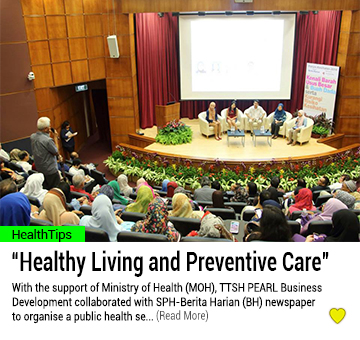 HealthTips
“Healthy Living and Preventive Care”
With the support of Ministry of Health (MOH), TTSH PEARL Business
Development collaborated with SPH-Berita Harian (BH) newspaper
to organise a public health se... (Read More)